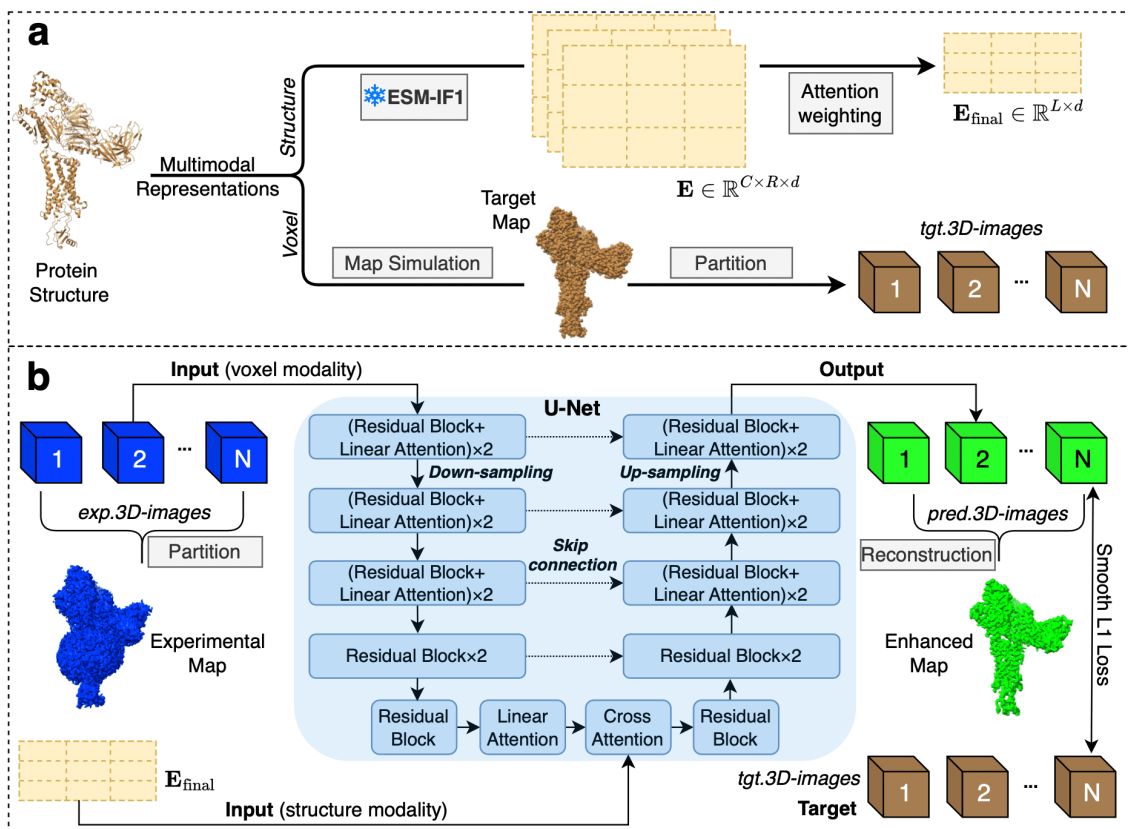 a
Structure
ESM-IF1
Attention
weighting
E_final ∈ ℝ^{L×d}
Multimodal
Representations
E ∈ ℝ^{C×R×d}
Voxel
Target
Map
tgt.3D-images
Map Simulation
Partition
1
2
...
N
Protein
Structure
b
Input (voxel modality)
Output
U-Net
1
2
...
N
exp.3D-images
Partition
Experimental
Map
(Residual Block+
Linear Attention)×2
(Residual Block+
Linear Attention)×2
Down-sampling
Up-sampling
(Residual Block+
Linear Attention)×2
(Residual Block+
Linear Attention)×2
Skip
connection
(Residual Block+
Linear Attention)×2
(Residual Block+
Linear Attention)×2
Residual Block×2
Residual Block×2
Residual
Block
Linear
Attention
Cross
Attention
Residual
Block
1
2
...
N
pred.3D-images
Reconstruction
Enhanced
Map
Smooth L1 Loss
E_final
Input (structure modality)
tgt.3D-images
Target
1
2
...
N